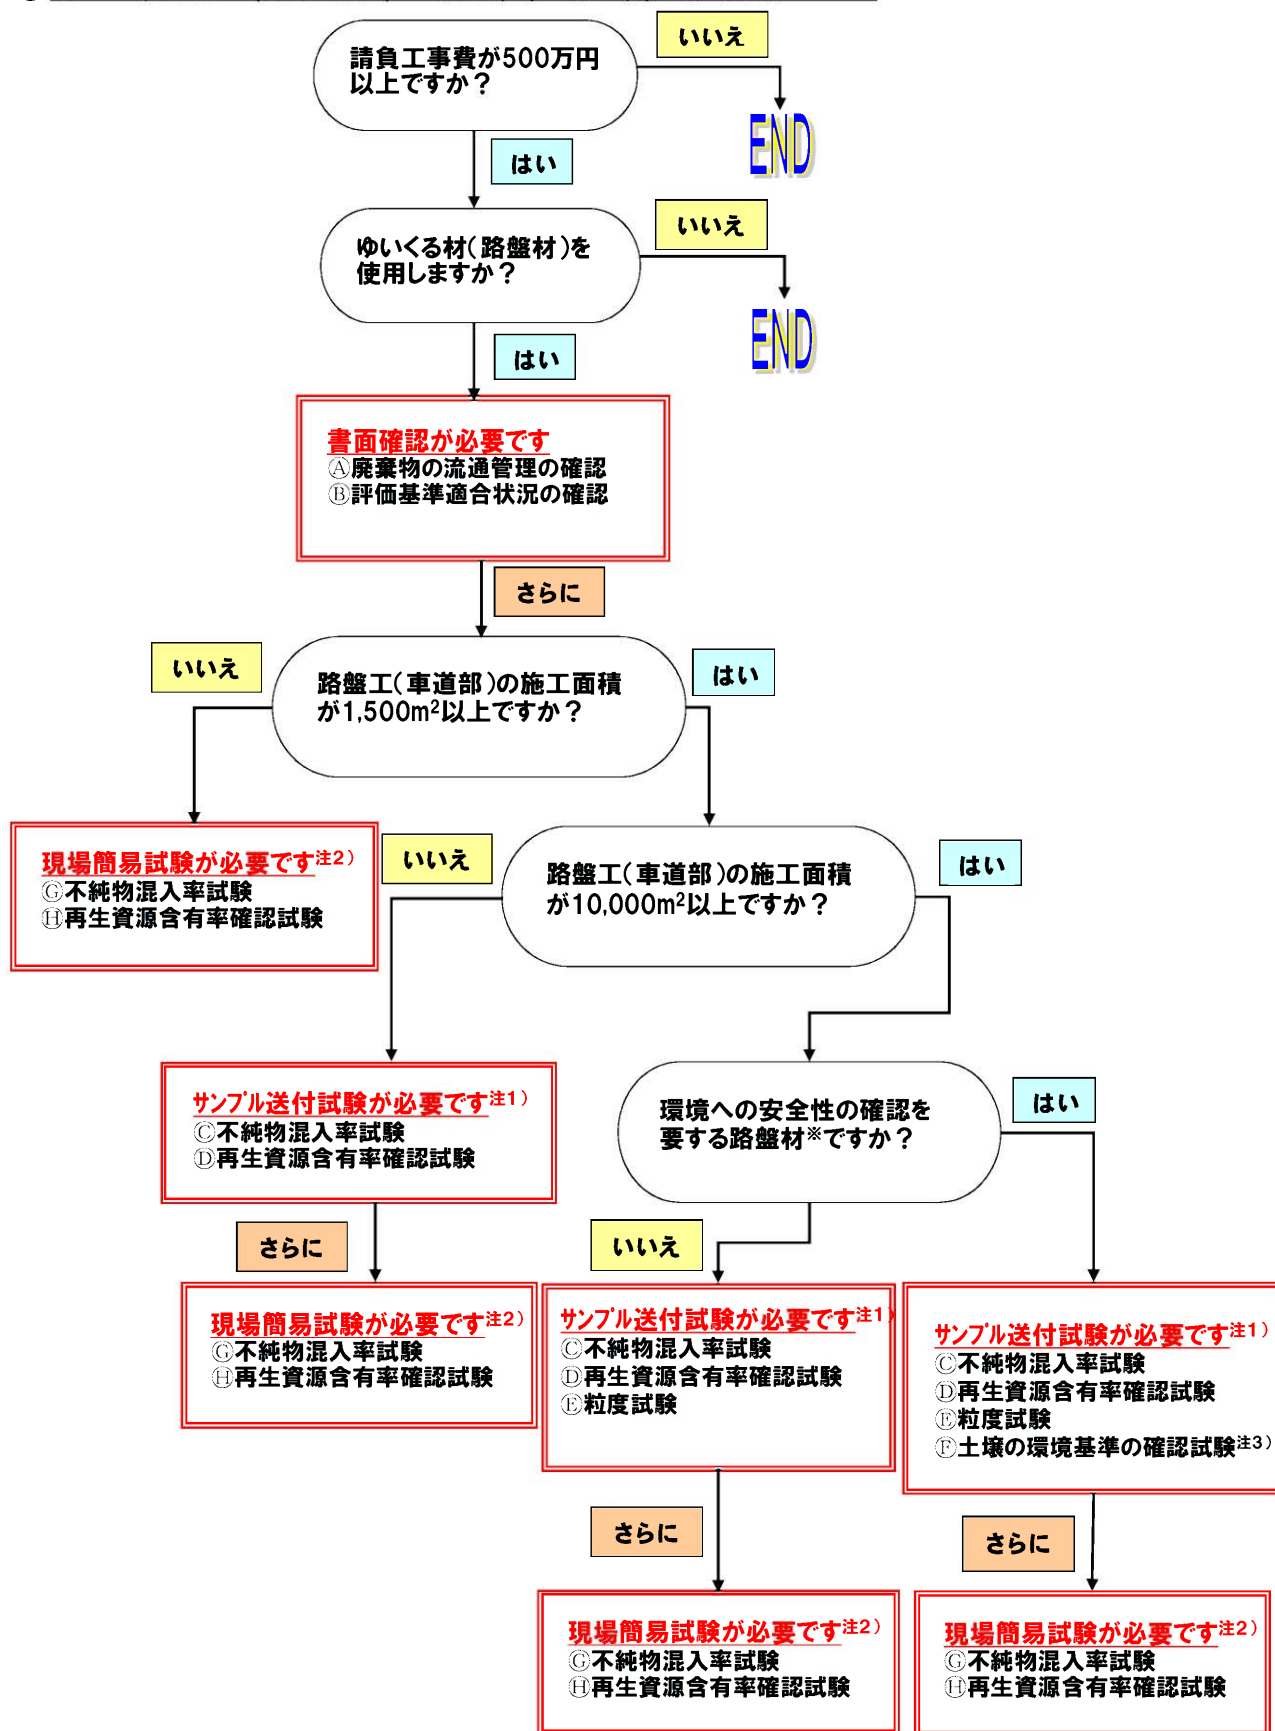 請負工事費が500万円
以上ですか？
いいえ
END
はい
ゆいくる材（路盤材）を
使用しますか？
いいえ
END
はい
書面確認が必要です
Ⓐ廃棄物の流通管理の確認
Ⓑ評価基準適合状況の確認
さらに
いいえ
路盤工（車道部）の施工面積
が1,500m²以上ですか？
はい
現場簡易試験が必要です注2）
Ⓖ不純物混入率試験
Ⓗ再生資源含有率確認試験
いいえ
路盤工（車道部）の施工面積
が10,000m²以上ですか？
はい
サンプル送付試験が必要です注1）
Ⓒ不純物混入率試験
Ⓓ再生資源含有率確認試験
環境への安全性の確認を
要する路盤材※ですか？
はい
さらに
いいえ
現場簡易試験が必要です注2）
Ⓖ不純物混入率試験
Ⓗ再生資源含有率確認試験
サンプル送付試験が必要です注1）
Ⓒ不純物混入率試験
Ⓓ再生資源含有率確認試験
Ⓔ粒度試験
サンプル送付試験が必要です注1）
Ⓒ不純物混入率試験
Ⓓ再生資源含有率確認試験
Ⓔ粒度試験
Ⓕ土壌の環境基準の確認試験注3）
さらに
さらに
現場簡易試験が必要です注2）
Ⓖ不純物混入率試験
Ⓗ再生資源含有率確認試験
現場簡易試験が必要です注2）
Ⓖ不純物混入率試験
Ⓗ再生資源含有率確認試験